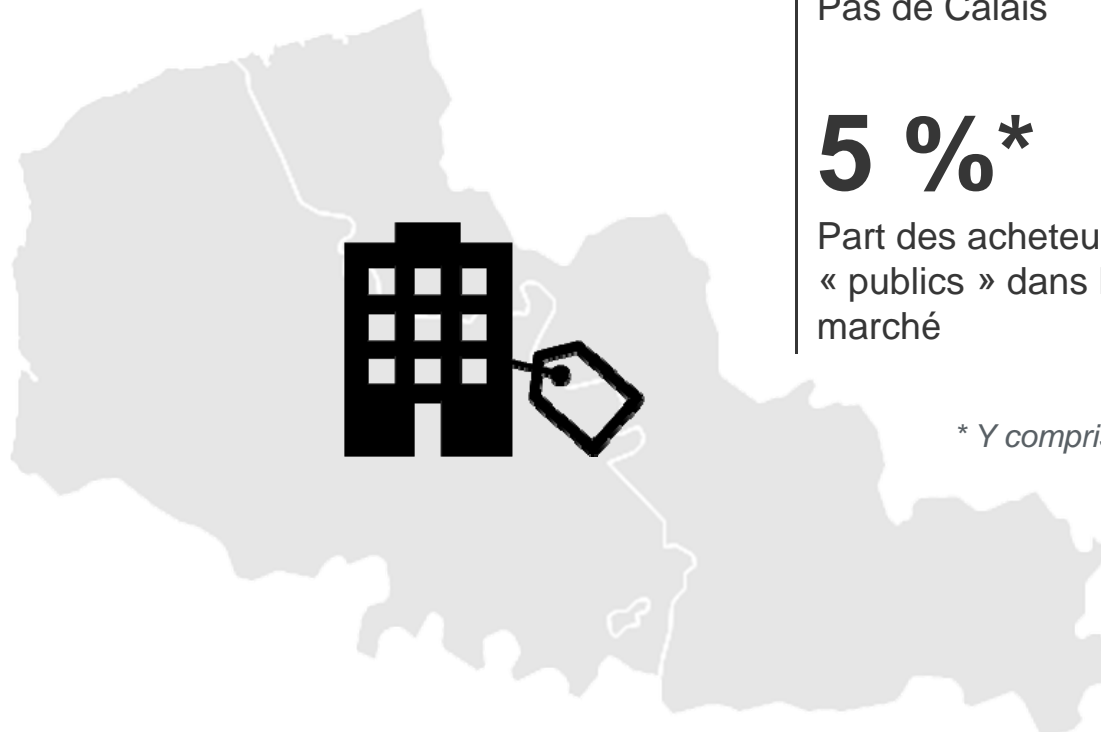 Pas de Calais
5 %*
Part des acheteu
« publics » dans
marché
* Y compris